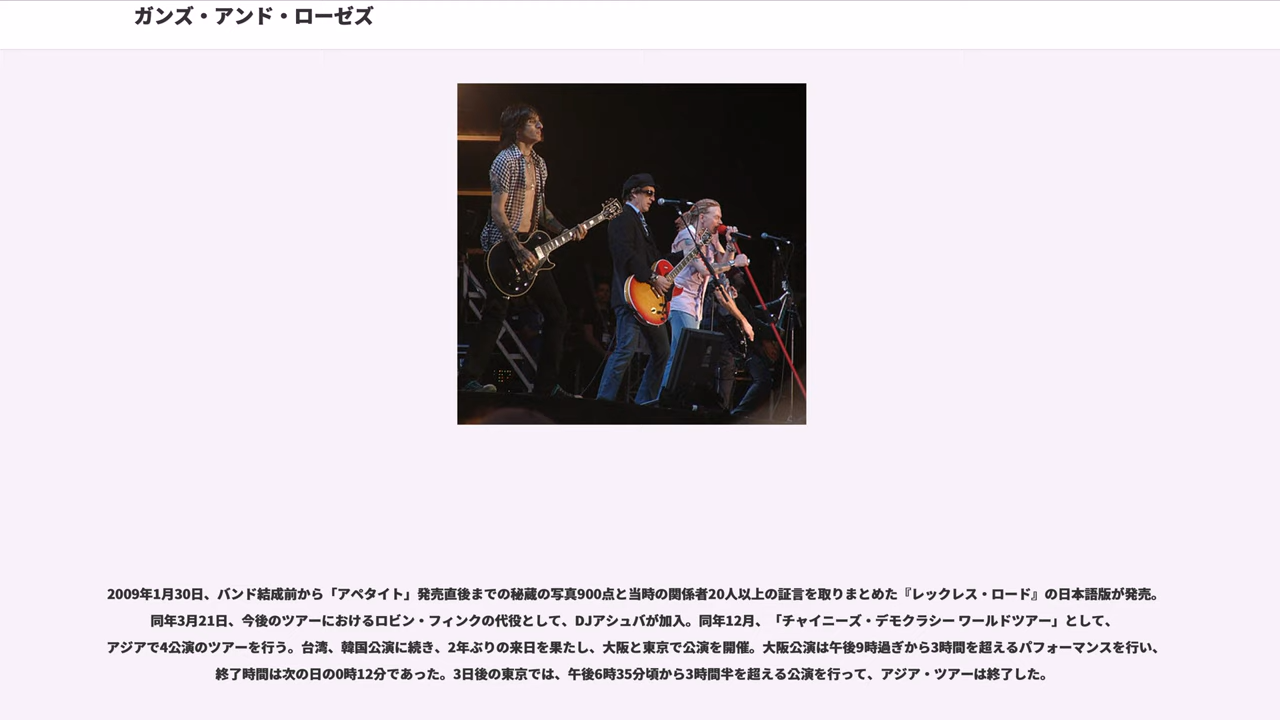 ガンズ・アンド・ローゼズ
2009年1月30日、バンド結成前から「アペタイト」発売直後までの秘蔵の写真900点と当時の関係者20人以上の証言を取りまとめた『レックレス・ロード』の日本語版が発売。
同年3月21日、今後のツアーにおけるロビン・フィンクの代役として、DJアシュバが加入。同年12月、「チャイニーズ・デモクラシー ワールドツアー」として、
アジアで4公演のツアーを行う。台湾、韓国公演に続き、2年ぶりの来日を果たし、大阪と東京で公演を開催。大阪公演は午後9時過ぎから3時間を超えるパフォーマンスを行い、
終了時間は次の日の0時12分であった。3日後の東京では、午後6時35分頃から3時間半を超える公演を行って、アジア・ツアーは終了した。